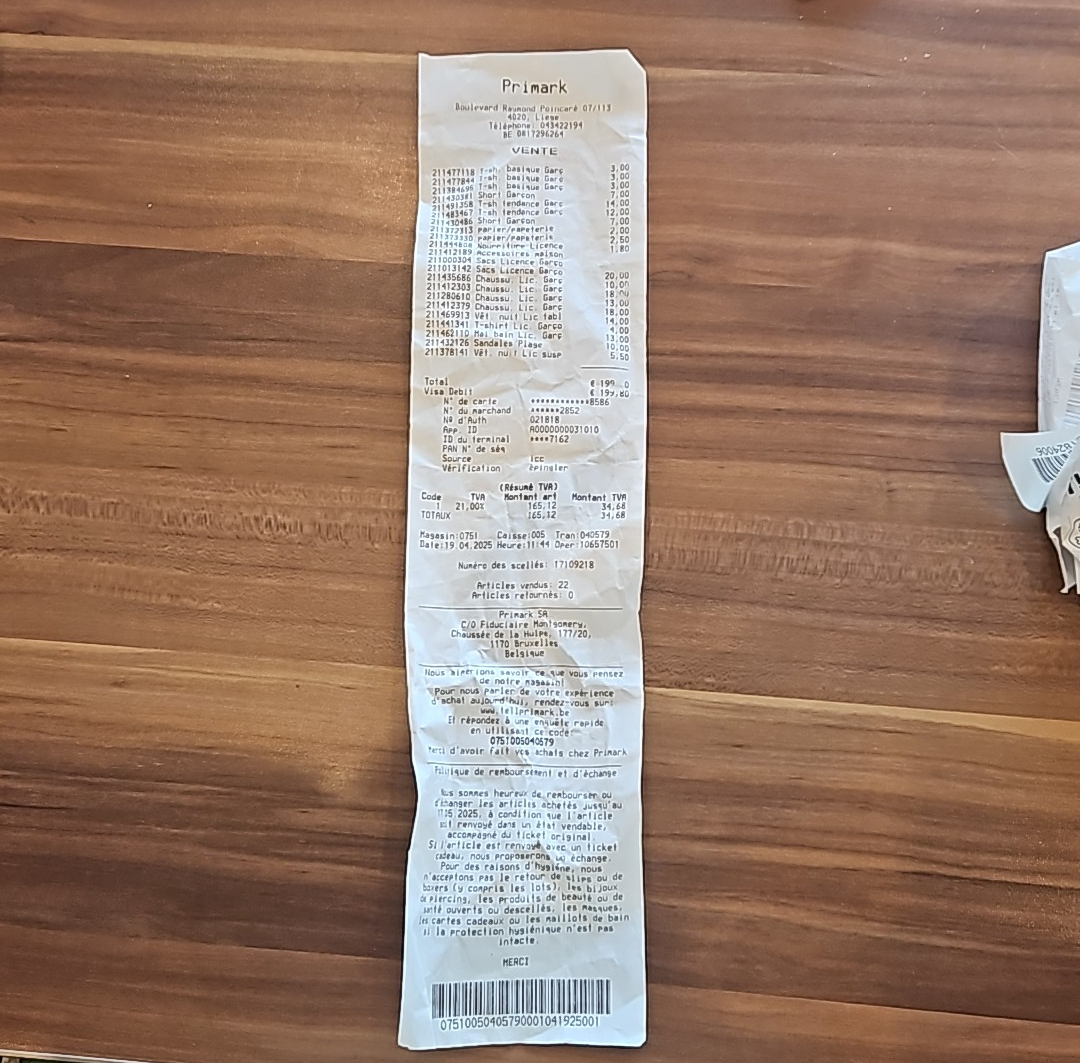 Primark
Boulevard Raymond Poincaré 07/113
4020, Liege
Téléphone: 043422194
BE 0817296264
VENTE
211477118 T-sh. basique Garç 3,00
211477844 T-sh. basique Garç 3,00
211384696 T-sh. basique Garç 3,00
211430381 Short Garçon 7,00
211491358 T-sh tendance Garç 14,00
211483467 T-sh tendance Garç 12,00
211430486 Short Garçon 7,00
211372313 papier/papeterie 2,00
211373330 papier/papeterie 2,50
Nourriture Licence 1,80
211412189 Accessoires maison
211000304 Sacs Licence Garço 20,00
211013142 Sacs Licence Garço 10,00
211435686 Chaussu. Lic. Garç 18,00
211412303 Chaussu. Lic. Garç 13,00
211280610 Chaussu. Lic. Garç 18,00
211412379 Chaussu. Lic. Garç 14,00
211469913 Vêt. nuit Lic fabl 4,00
211441341 T-shirt Lic. Garço 13,00
211462110 Mai bain Lic. Garç 10,00
211432126 Sandales Plage 5,50
211378141 Vêt. nuit Lic susp
Total € 199
Visa Debit € 199,80
N° de carte ************8586
N° du marchand ******2852
Nº d'Auth 021818
App. ID A0000000031010
ID du terminal ****7162
PAN N° de séq
Source icc
Vérification épingler
(Résumé TVA)
Code TVA Montant art Montant TVA
1 21,00% 165,12 34,68
TOTAUX 165,12 34,68
Magasin:0751 Caisse:005 Tran:040579
Date:19.04.2025 Heure:11:44 Oper:10657501
Numéro des scellés: 17109218
Articles vendus: 22
Articles retournés: 0
Primark SA
C/O Fiduciaire Montgomery,
Chaussée de la Hulpe, 177/20,
1170 Bruxelles
Belgique
Nous aimerions savoir ce que vous pensez
de notre magasin!
Pour nous parler de votre expérience
d'achat aujourd'hui, rendez-vous sur:
www.tellprimark.be
Et répondez à une enquête rapide
en utilisant ce code:
0751005040579
Merci d'avoir fait vos achats chez Primark
Politique de remboursement et d'échange
Nous sommes heureux de rembourser ou
d'échanger les articles achetés jusqu'au
2025, à condition que l'article
soit renvoyé dans un état vendable,
accompagné du ticket original.
Si l'article est renvoyé avec un ticket
cadeau, nous proposerons un échange.
Pour des raisons d'hygiène, nous
n'acceptons pas le retour de slips ou de
boxers (y compris les lots), les bijoux
de piercing, les produits de beauté ou de
santé ouverts ou descellés, les masques,
les cartes cadeaux ou les maillots de bain
si la protection hygiénique n'est pas
intacte.
MERCI
07510050405790001041925001